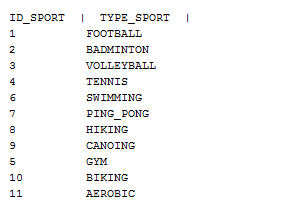 ID_SPORT | TYPE_SPORT |
1 FOOTBALL
2 BADMINTON
3 VOLLEYBALL
4 TENNIS
6 SWIMMING
7 PING_PONG
8 HIKING
9 CANOING
5 GYM
10 BIKING
11 AEROBIC